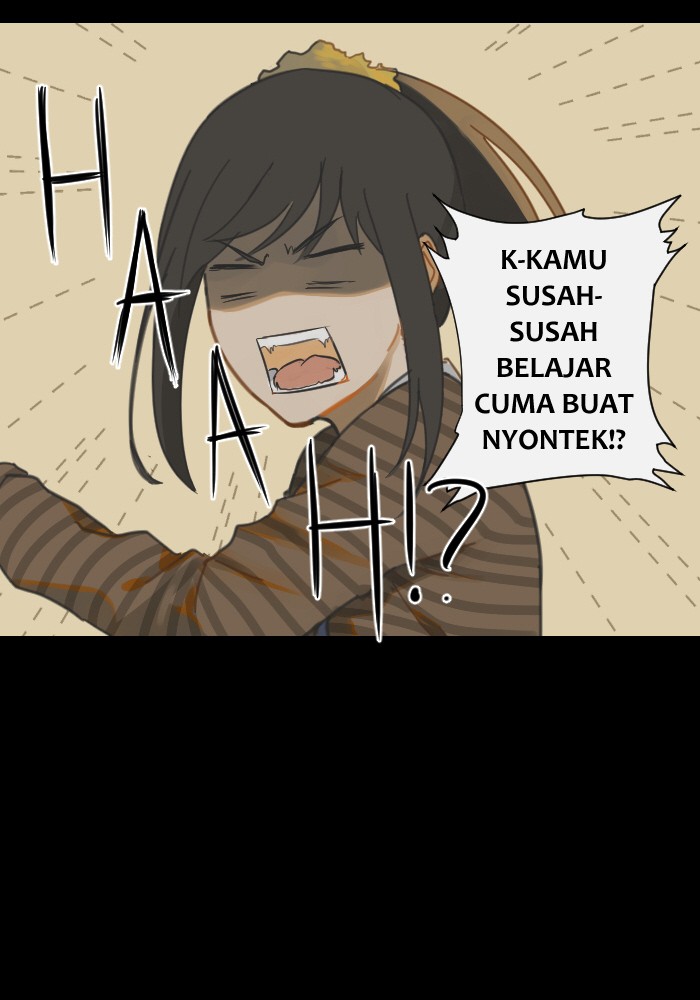 HAAH!?
K-KAMU
SUSAH-
SUSAH
BELAJAR
CUMA BUAT
NYONTEK!?